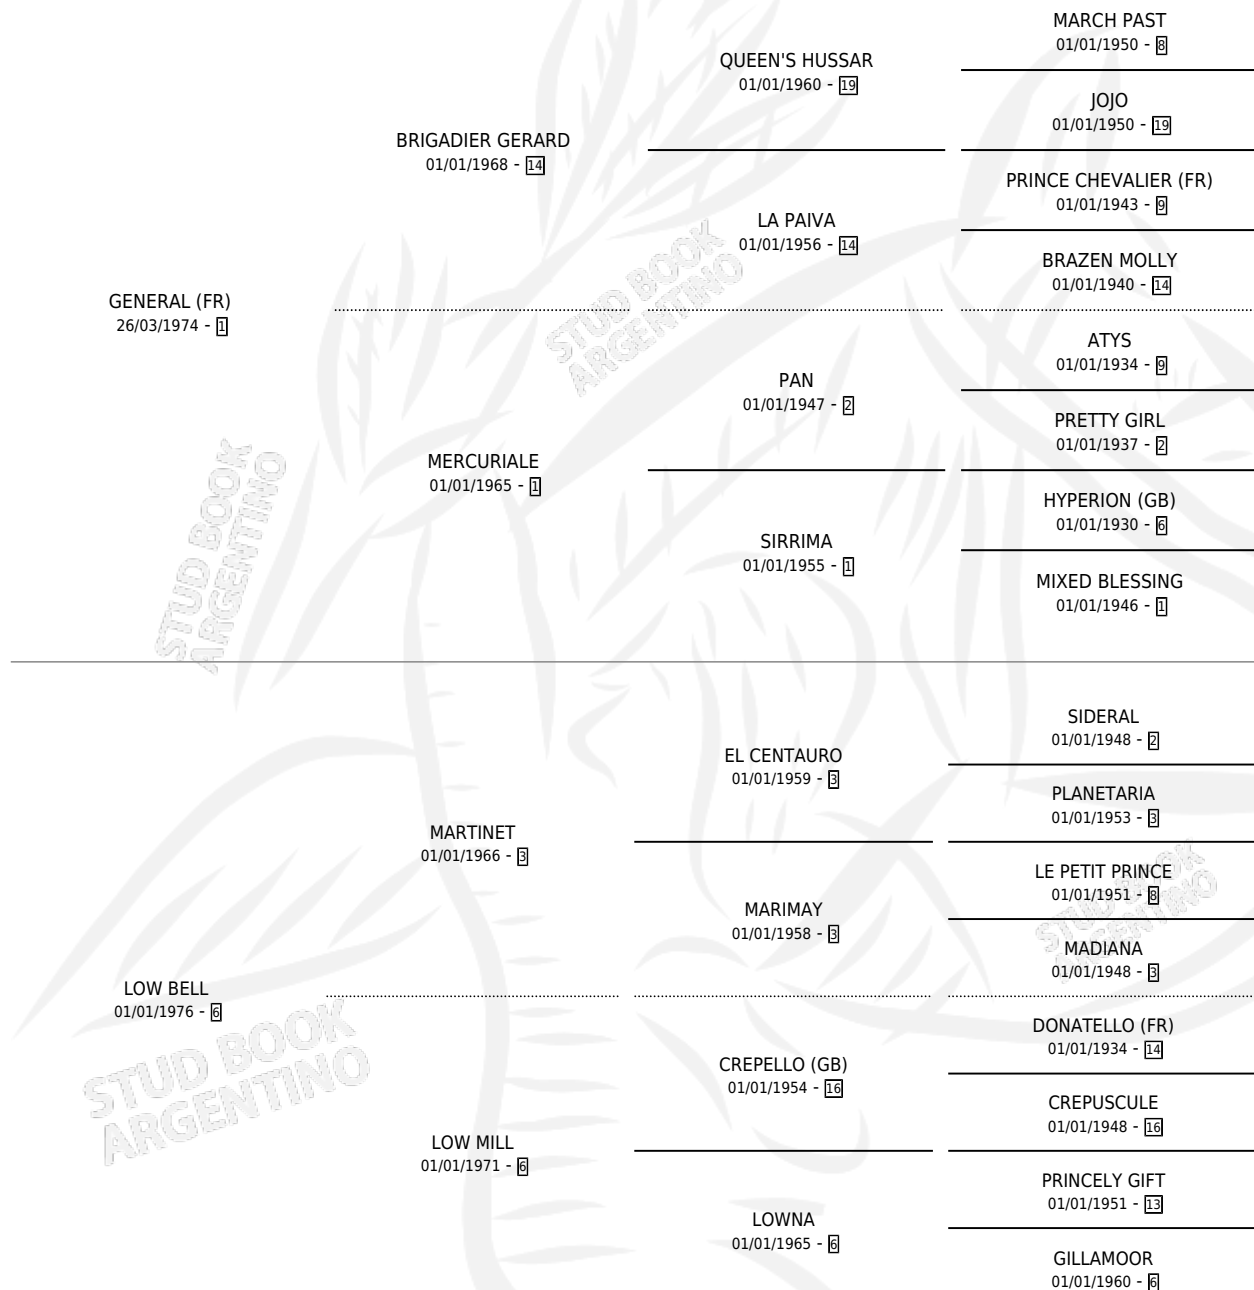 MARCH PAST
01/01/1950 - 8
QUEEN'S HUSSAR
01/01/1960 - 19
JOJO
01/01/1950 - 19
BRIGADIER GERARD
01/01/1968 - 14
PRINCE CHEVALIER (FR)
01/01/1943 - 9
LA PAIVA
01/01/1956 - 14
BRAZEN MOLLY
01/01/1940 - 14
GENERAL (FR)
26/03/1974 - 1
ATYS
01/01/1934 - 9
PAN
01/01/1947 - 2
PRETTY GIRL
01/01/1937 - 2
MERCURIALE
01/01/1965 - 1
HYPERION (GB)
01/01/1930 - 6
SIRRIMA
01/01/1955 - 1
MIXED BLESSING
01/01/1946 - 1
SIDERAL
01/01/1948 - 2
EL CENTAURO
01/01/1959 - 3
PLANETARIA
01/01/1953 - 3
MARTINET
01/01/1966 - 3
LE PETIT PRINCE
01/01/1951 - 8
MARIMAY
01/01/1958 - 3
MADIANA
01/01/1948 - 3
LOW BELL
01/01/1976 - 6
DONATELLO (FR)
01/01/1934 - 14
CREPELLO (GB)
01/01/1954 - 16
CREPUSCULE
01/01/1948 - 16
LOW MILL
01/01/1971 - 6
PRINCELY GIFT
01/01/1951 - 13
LOWNA
01/01/1965 - 6
GILLAMOOR
01/01/1960 - 6
STUD BOOK
ARGENTINO
STUD BOOK
ARGENTINO
STUD BOOK
ARGENTINO
STUD BOOK
ARGENTINO